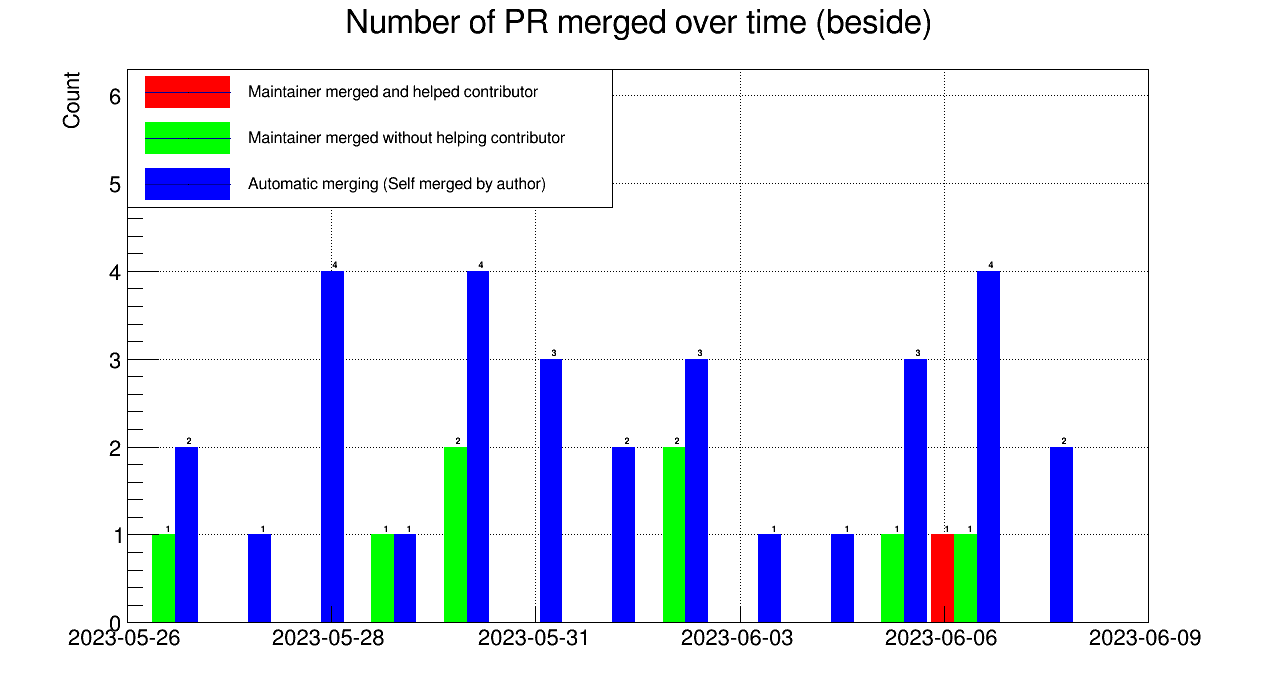 Number of PR merged over time (beside)
Count
Maintainer merged and helped contributor
Maintainer merged without helping contributor
Automatic merging (Self merged by author)
6
5
4
3
2
1
0
1 2 1 4 1 1 2 4 3 2 2 3 1 1 1 3 1 1 4 2
2023-05-26 2023-05-28 2023-05-31 2023-06-03 2023-06-06 2023-06-09